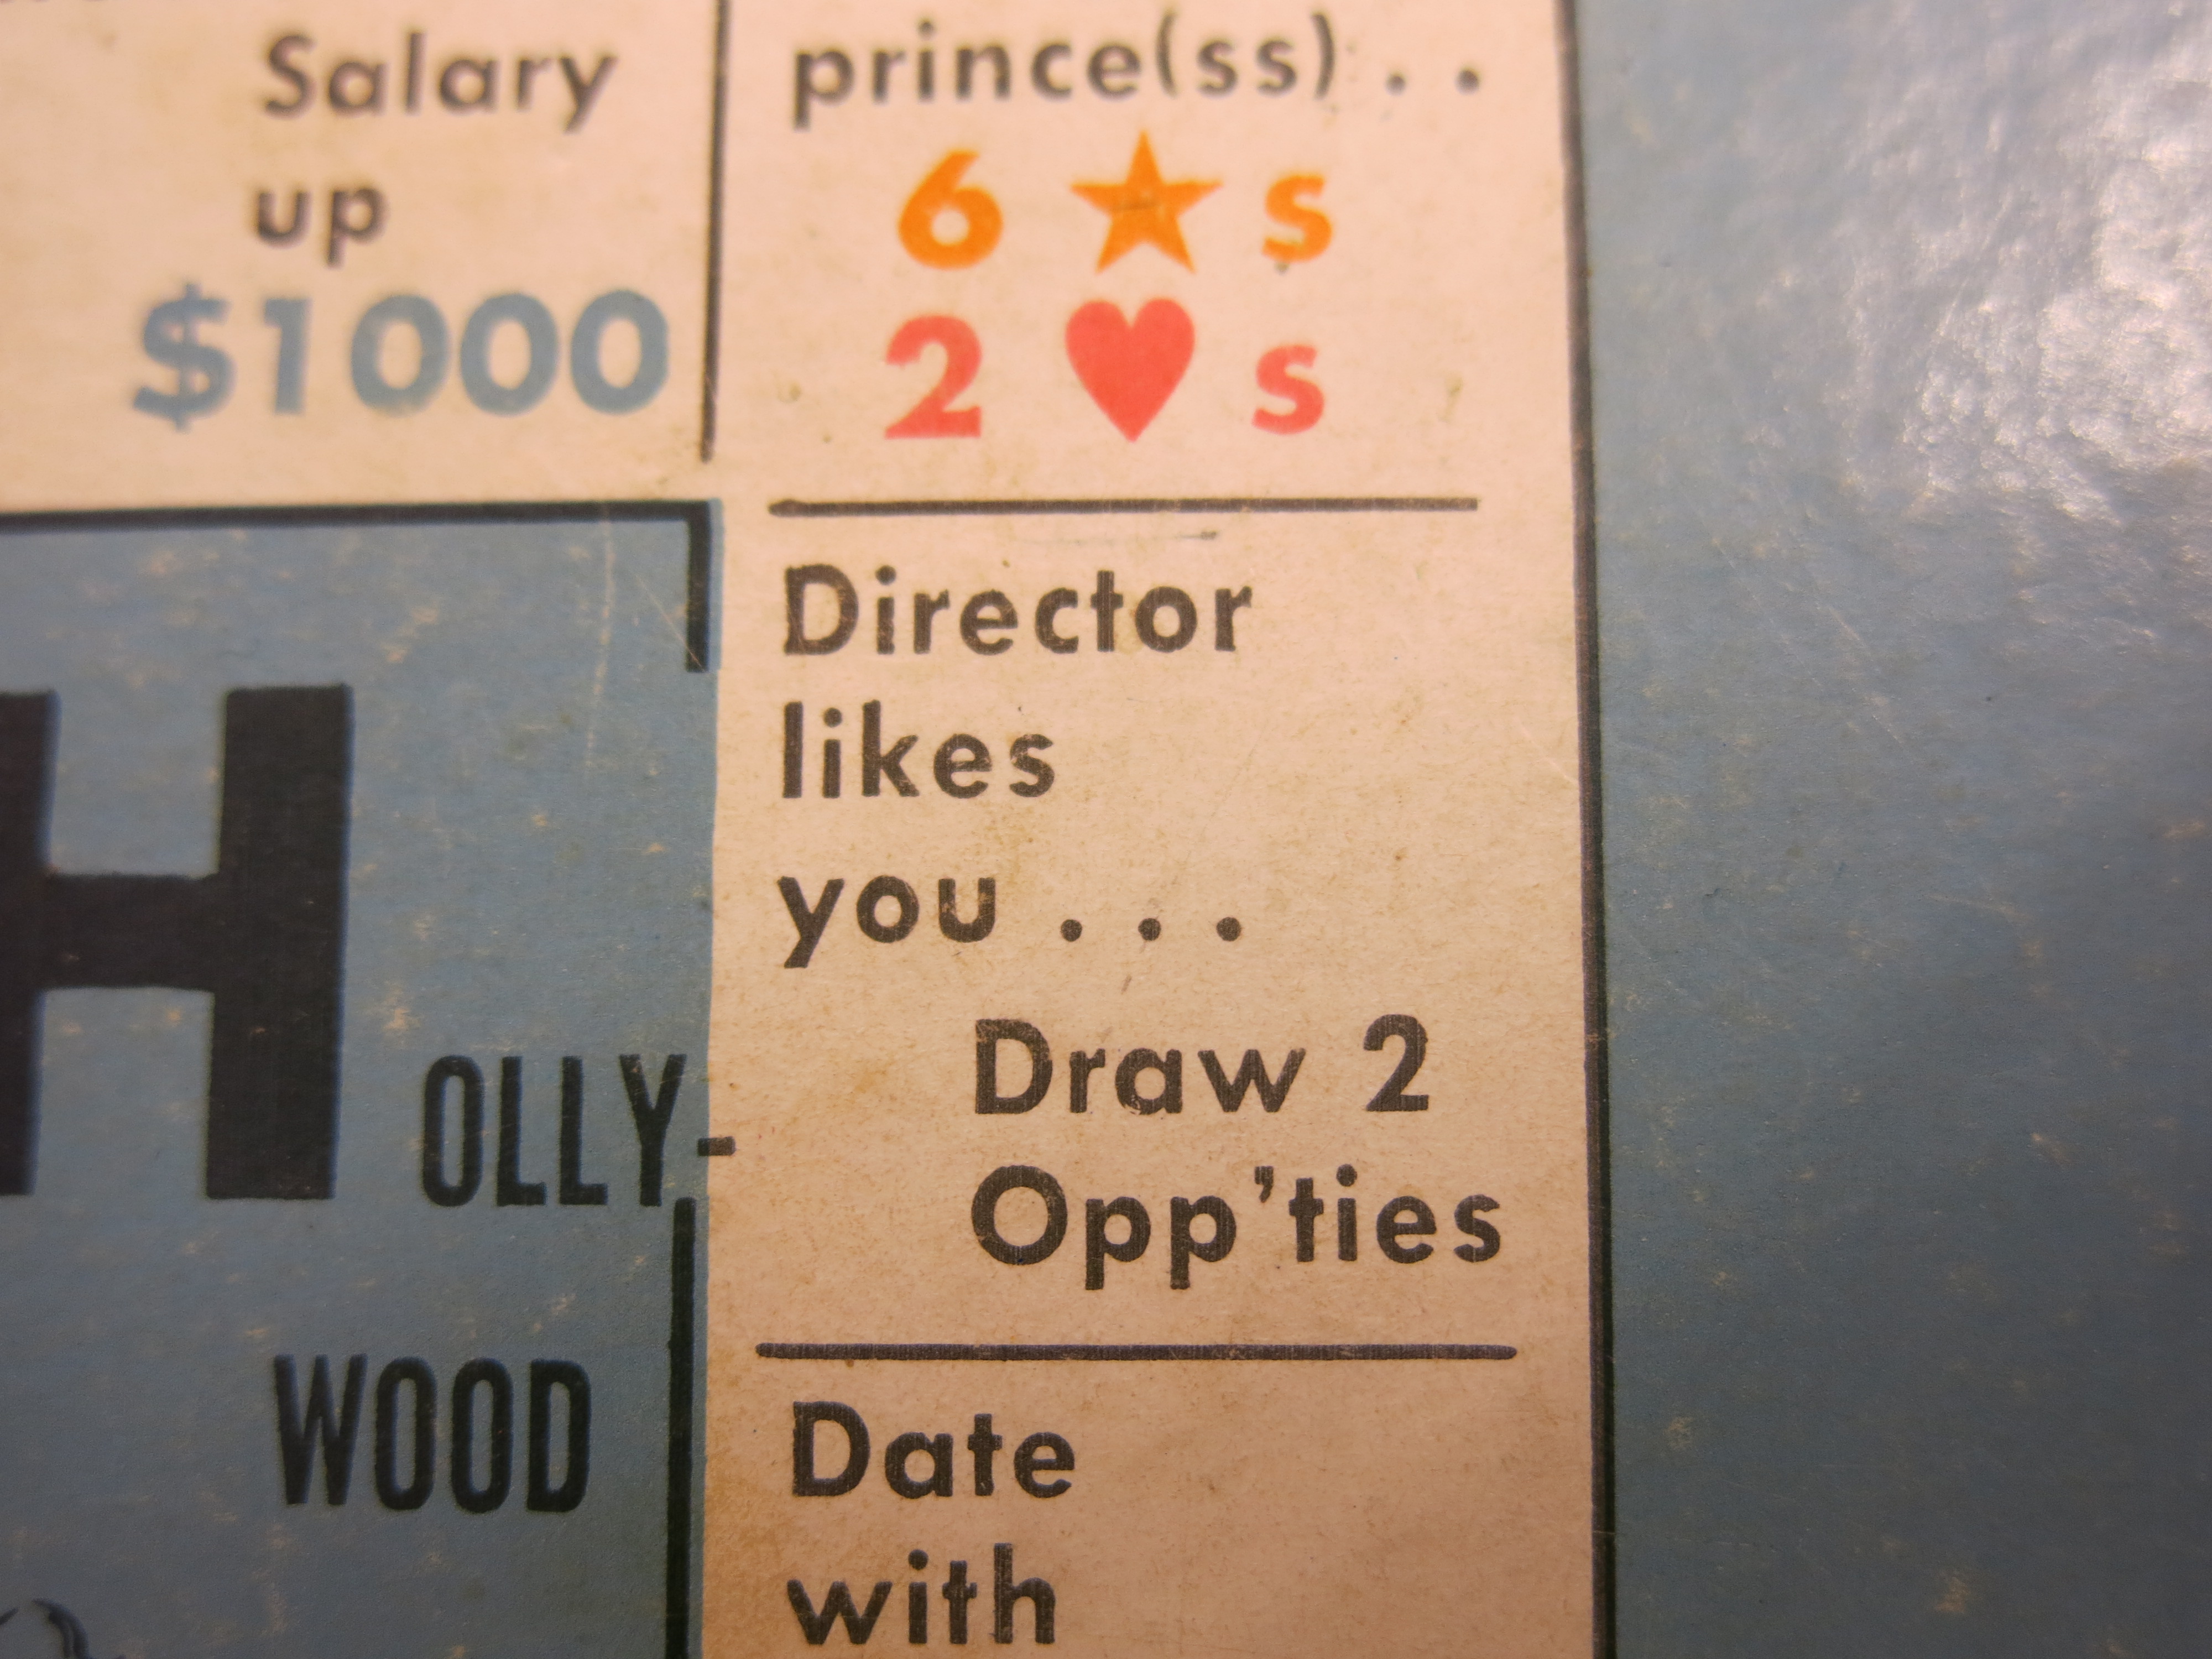 Salary
up
$1000
prince(ss) . .
6 ★ s
2 ♥ s
Director
likes
you . . .
Draw 2
Opp'ties
Date
with
H OLLY-
WOOD